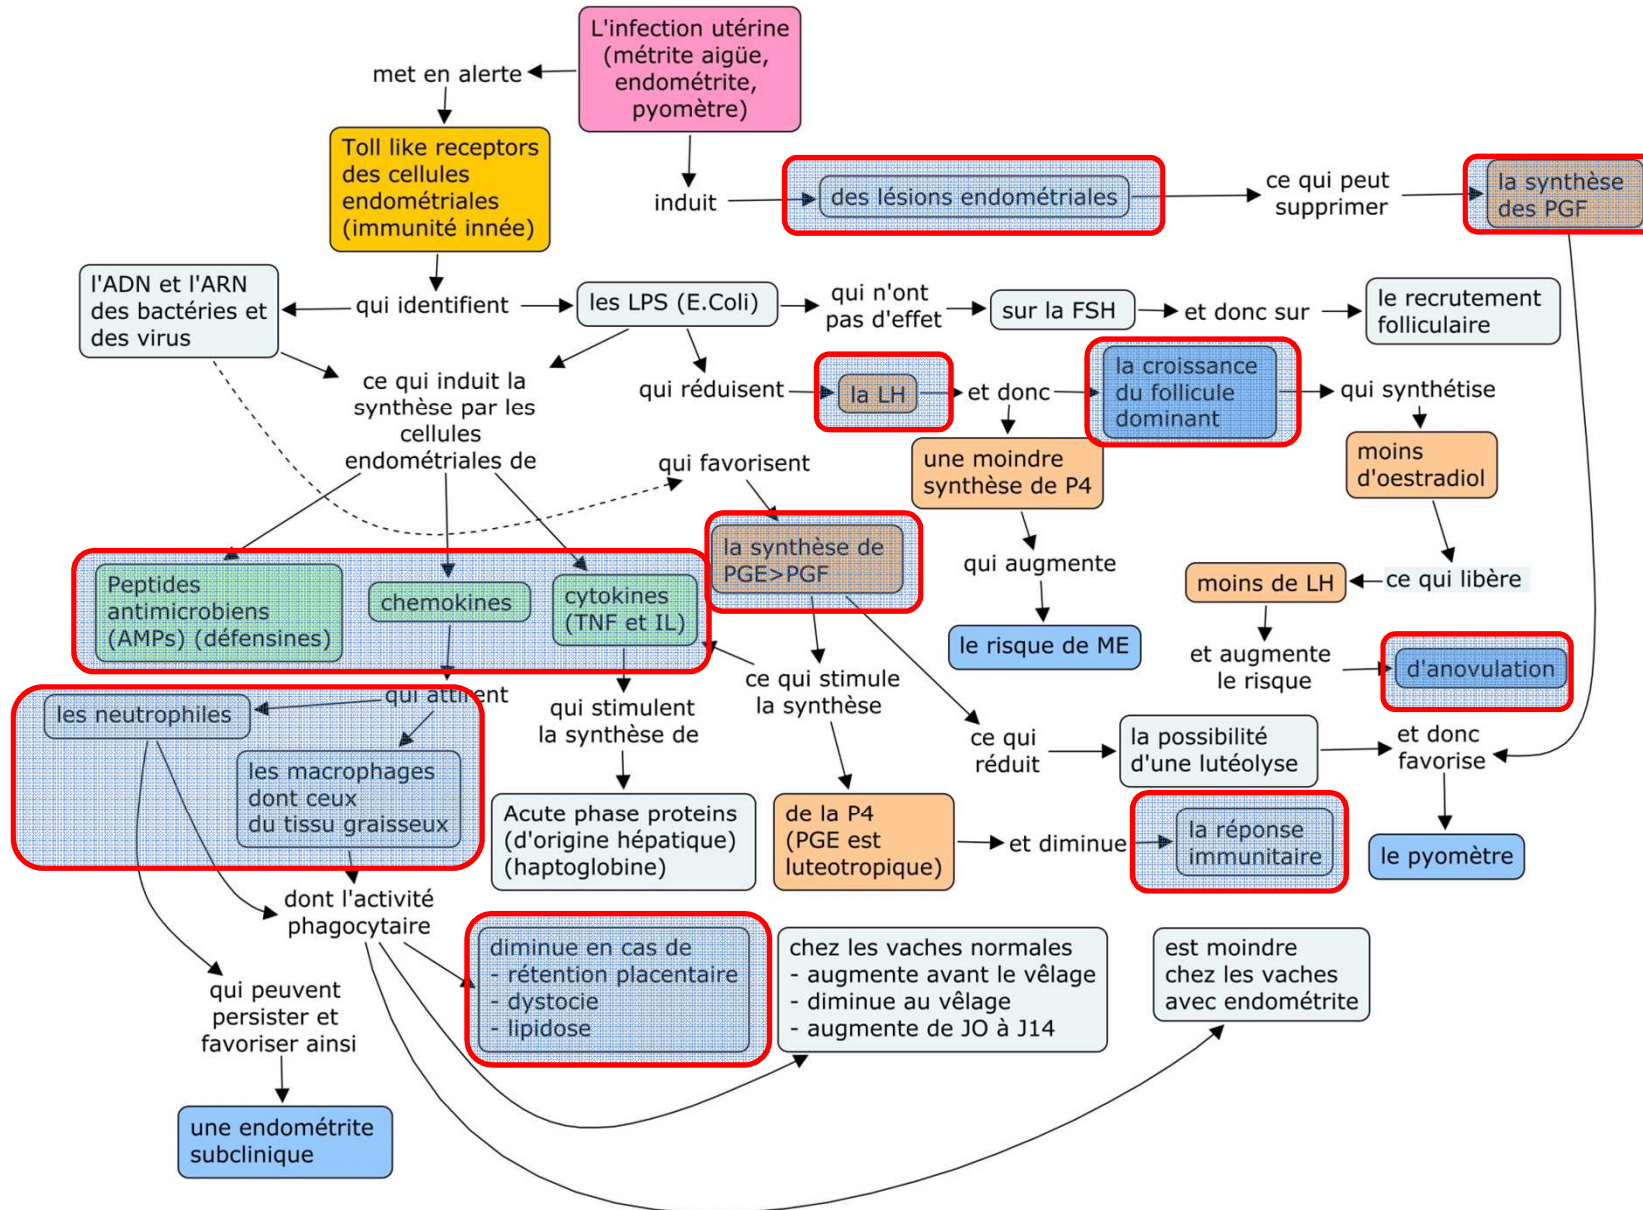 L'infection utérine
(métrite aigüe,
endométrite,
pyomètre)
met en alerte
Toll like receptors
des cellules
endométriales
(immunité innée)
induit
des lésions endométriales
ce qui peut
supprimer
la synthèse
des PGF
l'ADN et l'ARN
des bactéries et
des virus
qui identifient
les LPS (E.Coli)
qui n'ont
pas d'effet
sur la FSH
et donc sur
le recrutement
folliculaire
ce qui induit la
synthèse par les
cellules
endométriales de
qui réduisent
la LH
et donc
la croissance
du follicule
dominant
qui synthétise
une moindre
synthèse de P4
moins
d'oestradiol
qui favorisent
la synthèse de
PGE>PGF
qui augmente
le risque de ME
moins de LH
ce qui libère
et augmente
le risque
d'anovulation
Peptides
antimicrobiens
(AMPs) (défensines)
chemokines
cytokines
(TNF et IL)
qui attirent
les neutrophiles
les macrophages
dont ceux
du tissu graisseux
qui stimulent
la synthèse de
ce qui stimule
la synthèse
ce qui
réduit
la possibilité
d'une lutéolyse
et donc
favorise
Acute phase proteins
(d'origine hépatique)
(haptoglobine)
de la P4
(PGE est
luteotropique)
et diminue
la réponse
immunitaire
le pyomètre
dont l'activité
phagocytaire
diminue en cas de
- rétention placentaire
- dystocie
- lipidose
chez les vaches normales
- augmente avant le vêlage
- diminue au vêlage
- augmente de JO à J14
est moindre
chez les vaches
avec endométrite
qui peuvent
persister et
favoriser ainsi
une endométrite
subclinique